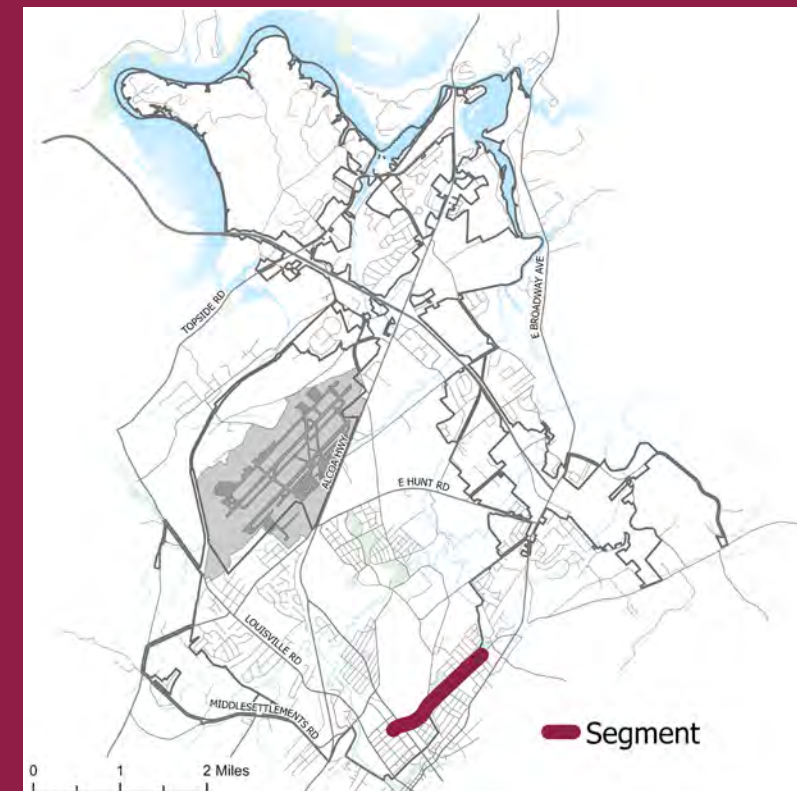 TOPSIDE RD
E BROADWAY AVE
ALCOA HWY
E HUNT RD
LOUISVILLE RD
MIDDLESETTLEMENTS RD
Segment
0 1 2 Miles